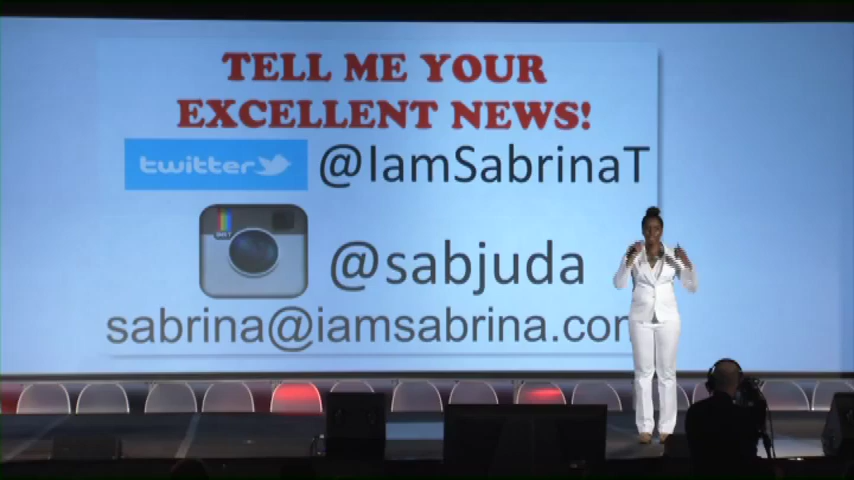 TELL ME YOUR
EXCELLENT NEWS!
twitter @IamSabrinaT
@sabjuda
sabrina@iamsabrina.com